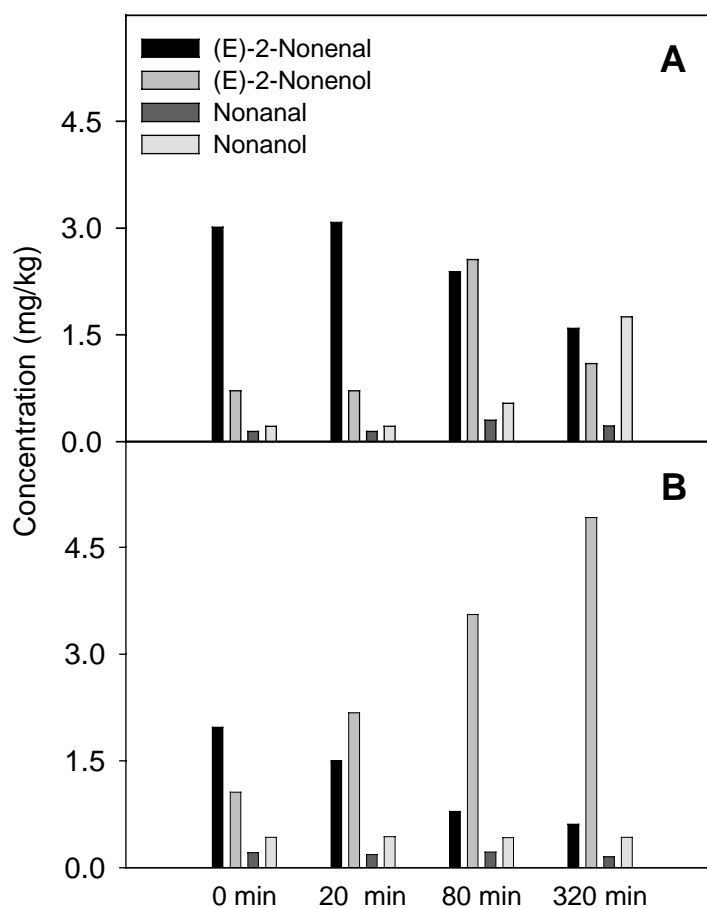 (E)-2-Nonenal
(E)-2-Nonenol
Nonanal
Nonanol
A
4.5
3.0
1.5
0.0
Concentration (mg/kg)
B
4.5
3.0
1.5
0.0
0 min 20 min 80 min 320 min